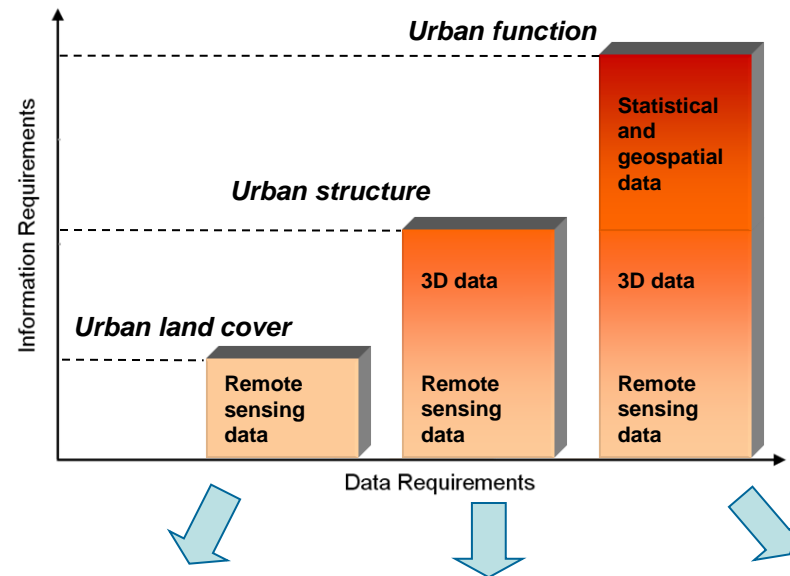 Urban function
Statistical
and
geospatial
data
Urban structure
3D data
3D data
Urban land cover
Remote
sensing
data
Remote
sensing
data
Remote
sensing
data
Information Requirements
Data Requirements